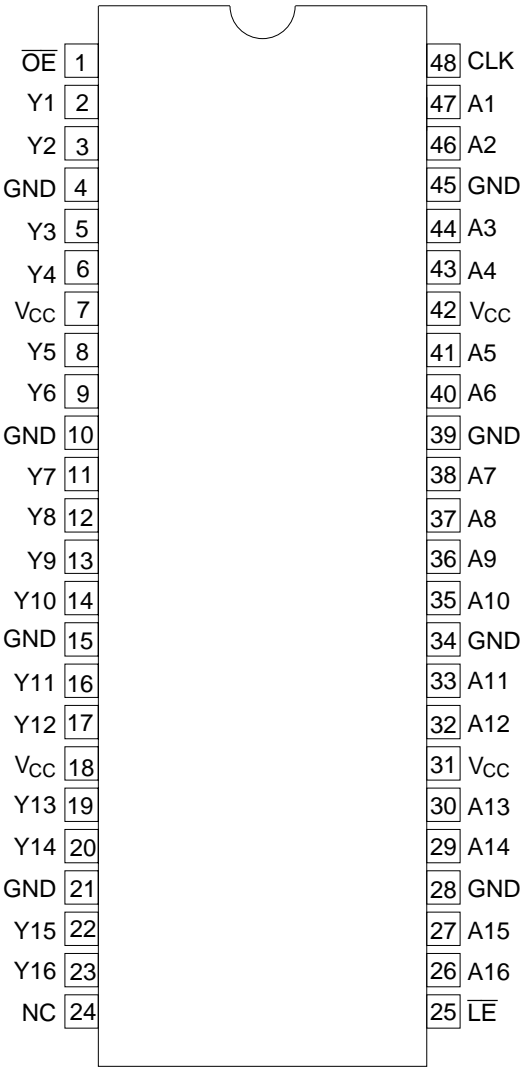 O̅E̅ 1 48 CLK
Y1 2 47 A1
Y2 3 46 A2
GND 4 45 GND
Y3 5 44 A3
Y4 6 43 A4
VCC 7 42 VCC
Y5 8 41 A5
Y6 9 40 A6
GND 10 39 GND
Y7 11 38 A7
Y8 12 37 A8
Y9 13 36 A9
Y10 14 35 A10
GND 15 34 GND
Y11 16 33 A11
Y12 17 32 A12
VCC 18 31 VCC
Y13 19 30 A13
Y14 20 29 A14
GND 21 28 GND
Y15 22 27 A15
Y16 23 26 A16
NC 24 25 L̅E̅